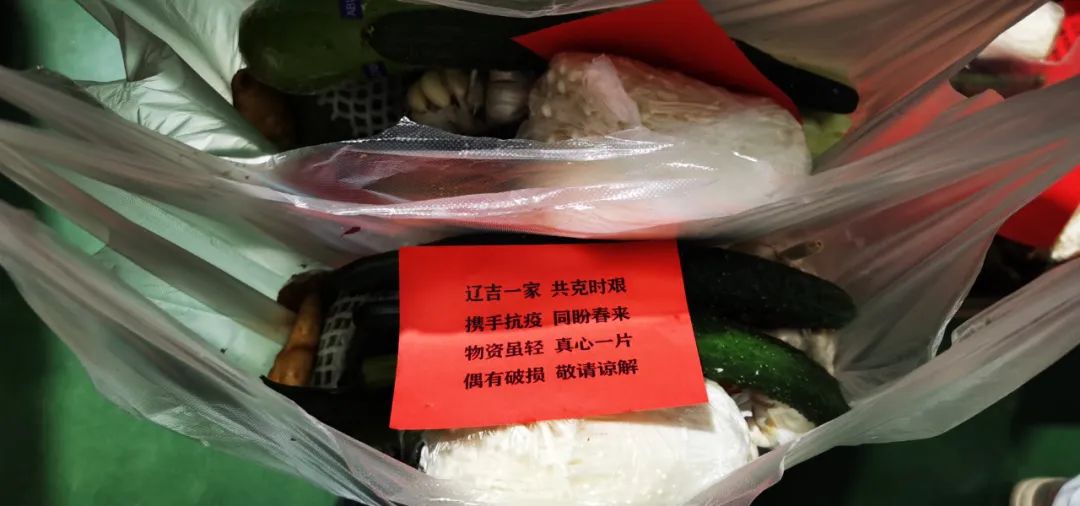 辽吉一家 共克时艰
携手抗疫 同盼春来
物资虽轻 真心一片
偶有破损 敬请谅解